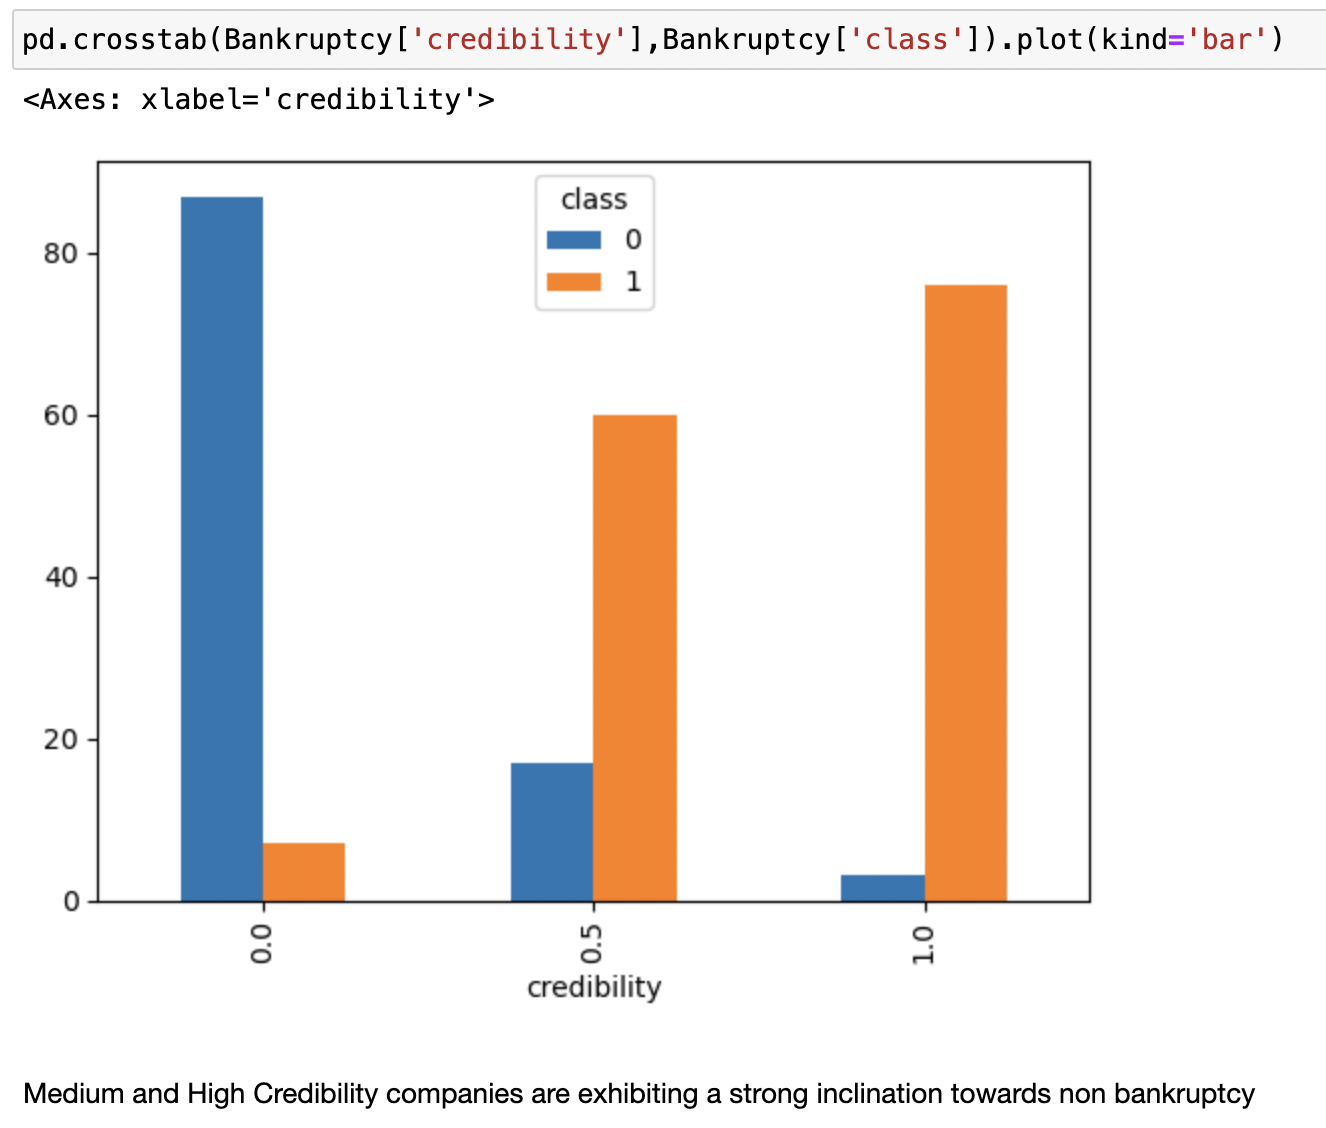 pd.crosstab(Bankruptcy['credibility'],Bankruptcy['class']).plot(kind='bar')
<Axes: xlabel='credibility'>
class
0
1
80
60
40
20
0
0.0
0.5
1.0
credibility
Medium and High Credibility companies are exhibiting a strong inclination towards non bankruptcy